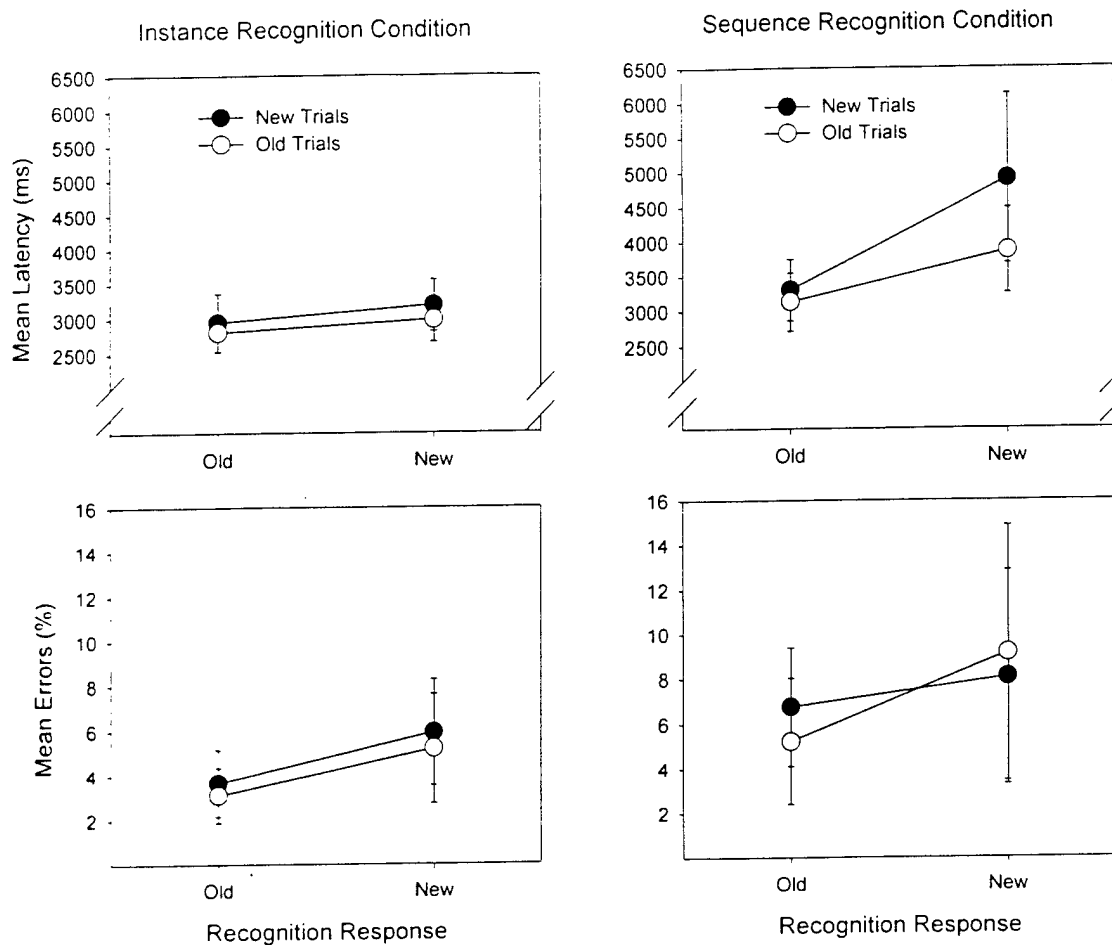 Instance Recognition Condition
Sequence Recognition Condition
Mean Latency (ms)
6500
6000
5500
5000
4500
4000
3500
3000
2500
New Trials
Old Trials
Old
New
6500
6000
5500
5000
4500
4000
3500
3000
2500
New Trials
Old Trials
Old
New
Mean Errors (%)
16
14
12
10
8
6
4
2
Old
New
Recognition Response
16
14
12
10
8
6
4
2
Old
New
Recognition Response